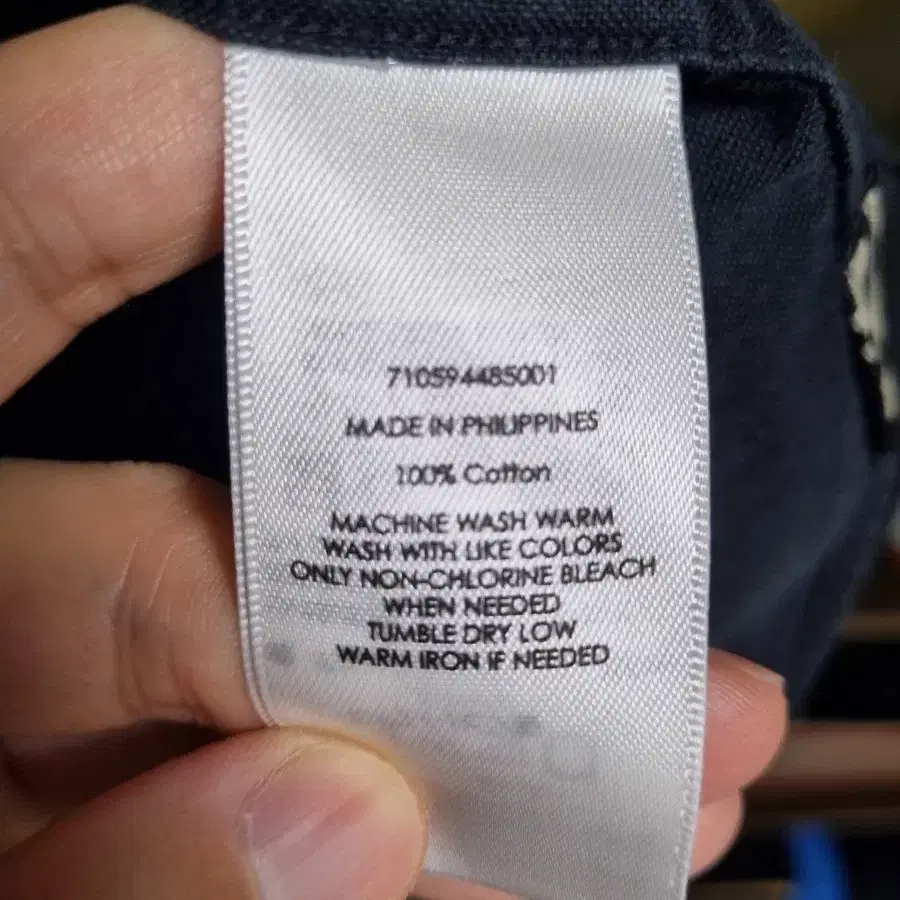 710594485001
MADE IN PHILIPPINES
100% Cotton
MACHINE WASH WARM
WASH WITH LIKE COLORS
ONLY NON-CHLORINE BLEACH
WHEN NEEDED
TUMBLE DRY LOW
WARM IRON IF NEEDED